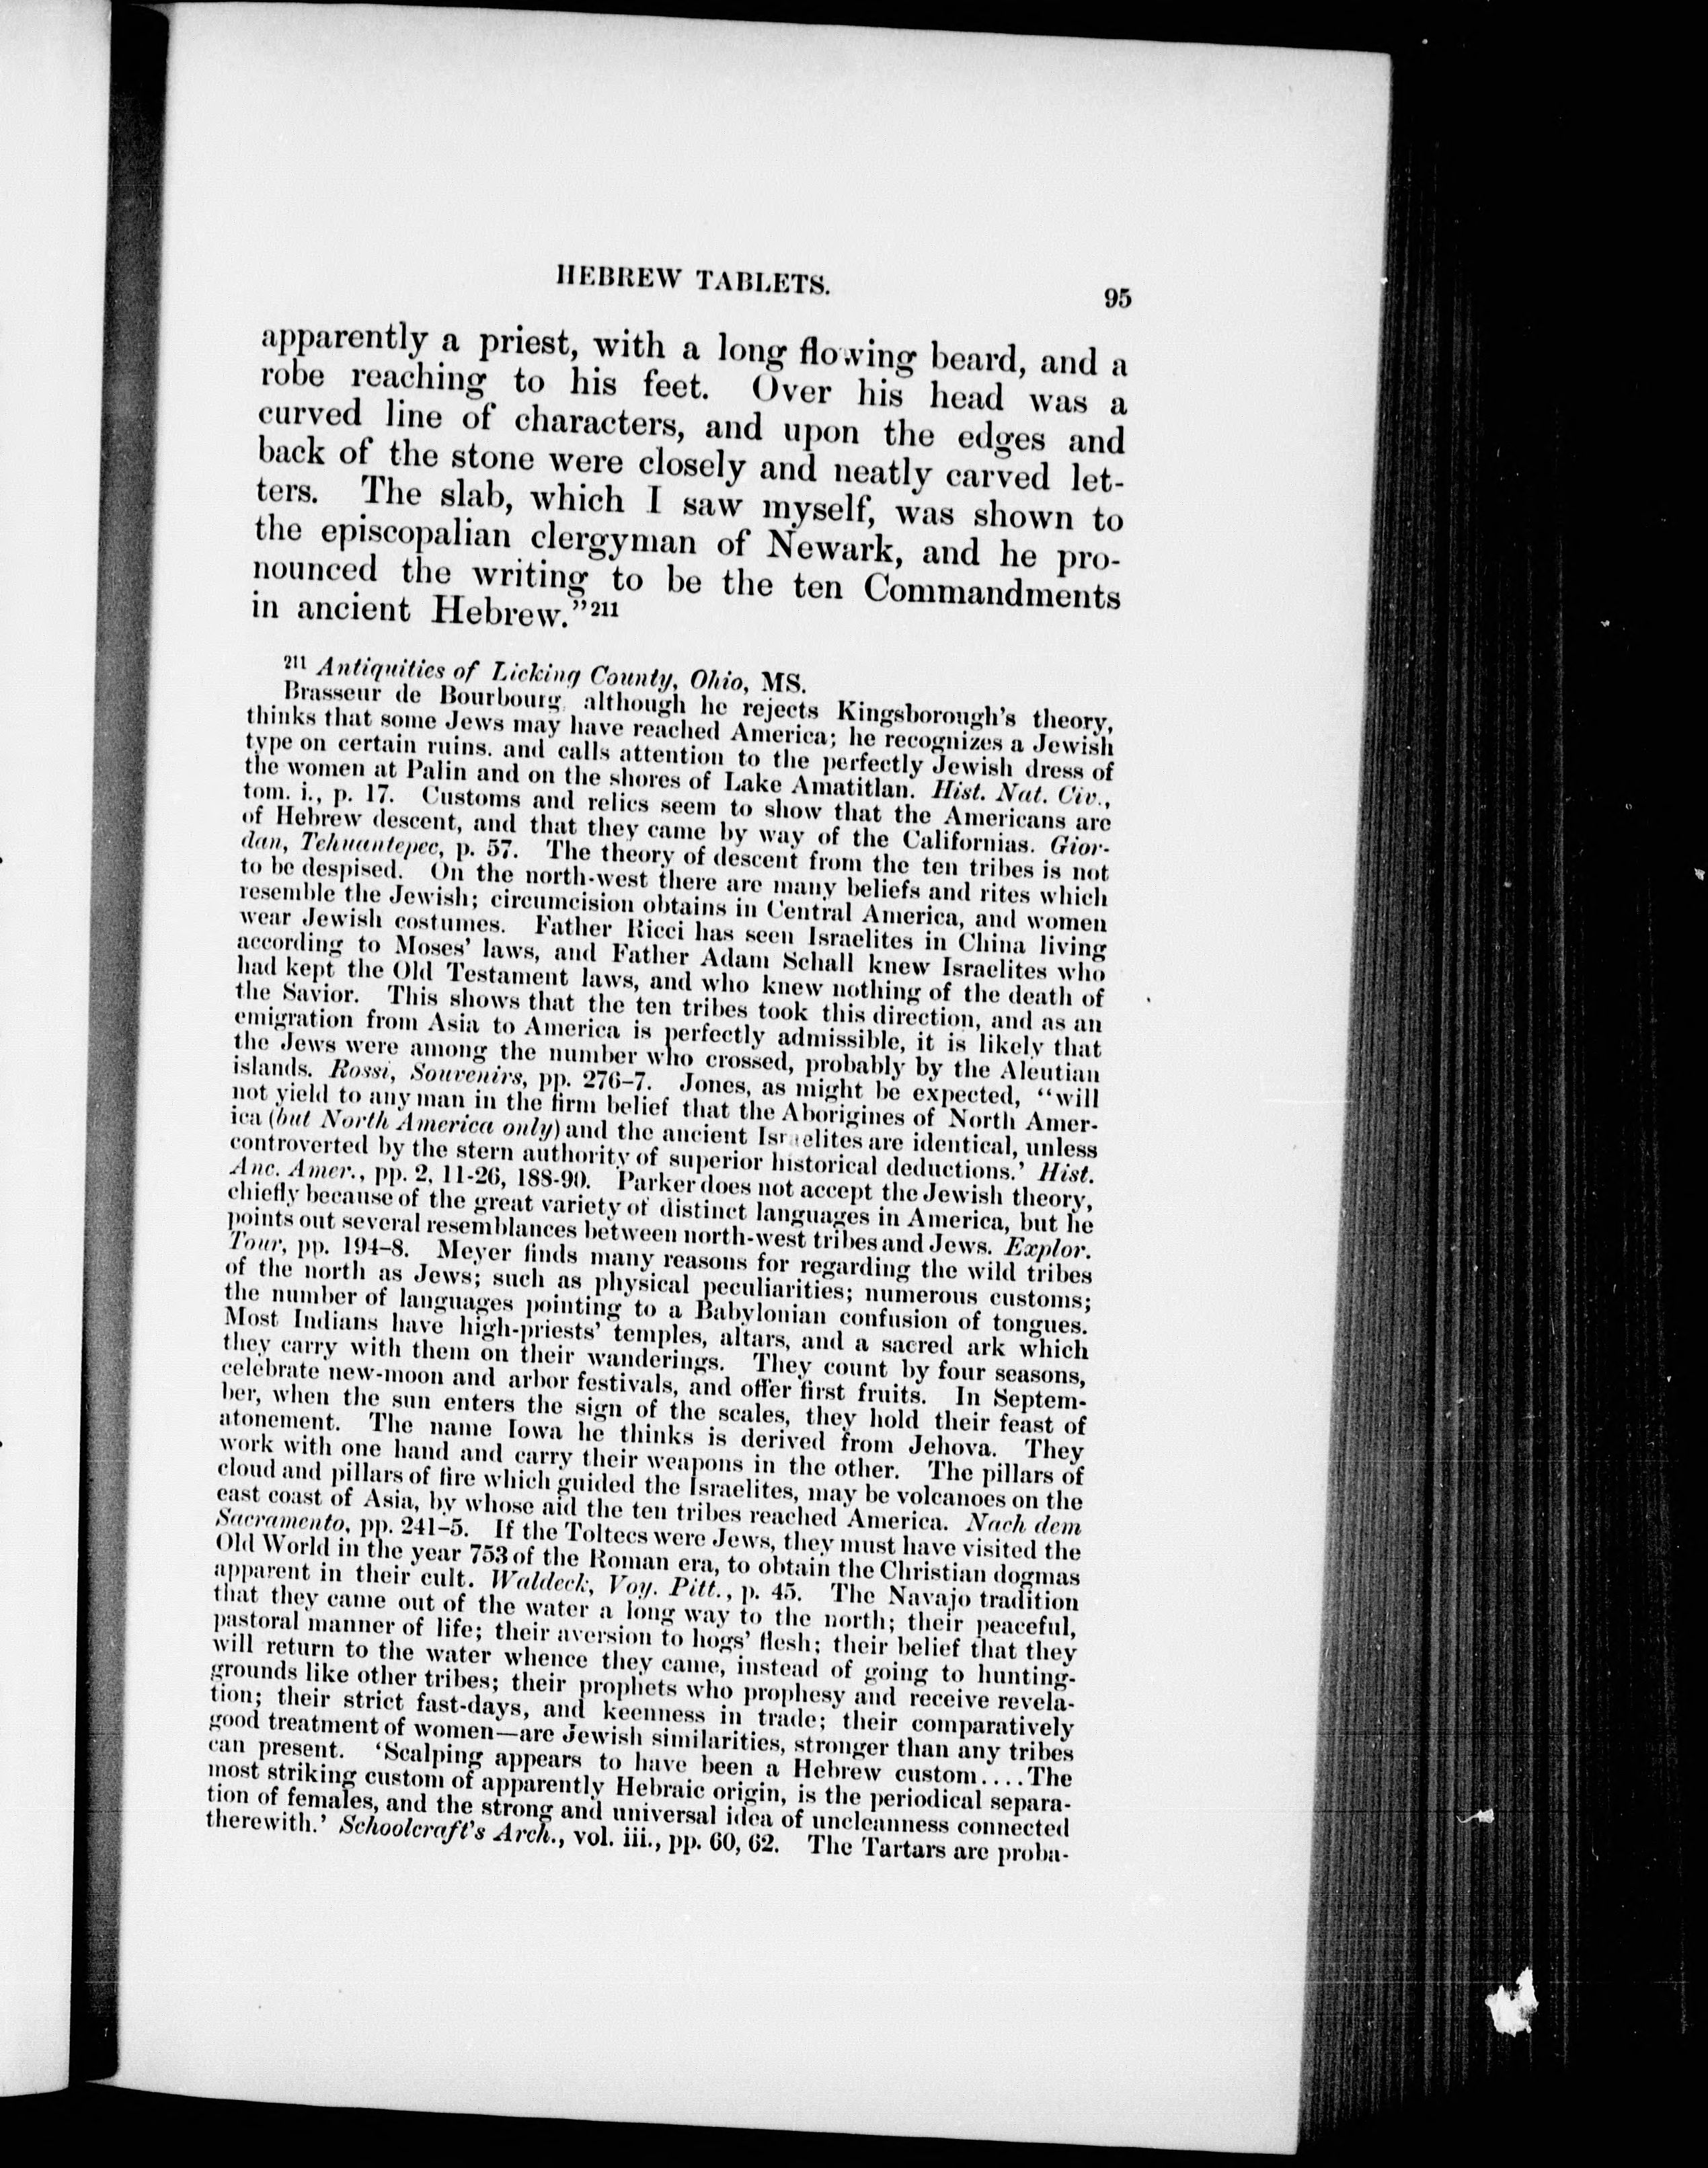 HEBREW TABLETS.
95
apparently a priest, with a long flowing beard, and a
robe reaching to his feet. Over his head was a
curved line of characters, and upon the edges and
back of the stone were closely and neatly carved let-
ters. The slab, which I saw myself, was shown to
the episcopalian clergyman of Newark, and he pro-
nounced the writing to be the ten Commandments
in ancient Hebrew.”211
211 Antiquities of Licking County, Ohio, MS.
Brasseur de Bourbourg, although he rejects Kingsborough's theory,
thinks that some Jews may have reached America; he recognizes a Jewish
type on certain ruins. and calls attention to the perfectly Jewish dress of
the women at Palin and on the shores of Lake Amatitlan. Hist. Nat. Civ.,
tom. i., p. 17. Customs and relics seem to show that the Americans are
of Hebrew descent, and that they came by way of the Californias. Gior-
dan, Tehuantepec, p. 57. The theory of descent from the ten tribes is not
to be despised. On the north-west there are many beliefs and rites which
resemble the Jewish; circumcision obtains in Central America, and women
wear Jewish costumes. Father Ricci has seen Israelites in China living
according to Moses' laws, and Father Adam Schall knew Israelites who
had kept the Old Testament laws, and who knew nothing of the death of
the Savior. This shows that the ten tribes took this direction, and as an
emigration from Asia to America is perfectly admissible, it is likely that
the Jews were among the number who crossed, probably by the Aleutian
islands. Rossi, Souvenirs, pp. 276-7. Jones, as might be expected, “will
not yield to any man in the firm belief that the Aborigines of North Amer-
ica (but North America only) and the ancient Israelites are identical, unless
controverted by the stern authority of superior historical deductions.' Hist.
Anc. Amer., pp. 2, 11-26, 188-90. Parker does not accept the Jewish theory,
chiefly because of the great variety of distinct languages in America, but he
points out several resemblances between north-west tribes and Jews. Explor.
Tour, pp. 194-8. Meyer finds many reasons for regarding the wild tribes
of the north as Jews; such as physical peculiarities; numerous customs;
the number of languages pointing to a Babylonian confusion of tongues.
Most Indians have high-priests' temples, altars, and a sacred ark which
they carry with them on their wanderings. They count by four seasons,
celebrate new-moon and arbor festivals, and offer first fruits. In Septem-
ber, when the sun enters the sign of the scales, they hold their feast of
atonement. The name Iowa he thinks is derived from Jehova. They
work with one hand and carry their weapons in the other. The pillars of
cloud and pillars of fire which guided the Israelites, may be volcanoes on the
east coast of Asia, by whose aid the ten tribes reached America. Nach dem
Sacramento, pp. 241-5. If the Toltecs were Jews, they must have visited the
Old World in the year 753 of the Roman era, to obtain the Christian dogmas
apparent in their cult. Waldeck, Voy. Pitt., p. 45. The Navajo tradition
that they came out of the water a long way to the north; their peaceful,
pastoral manner of life; their aversion to hogs' flesh; their belief that they
will return to the water whence they came, instead of going to hunting-
grounds like other tribes; their prophets who prophesy and receive revela-
tion; their strict fast-days, and keenness in trade; their comparatively
good treatment of women—are Jewish similarities, stronger than any tribes
can present. 'Scalping appears to have been a Hebrew custom....The
most striking custom of apparently Hebraic origin, is the periodical separa-
tion of females, and the strong and universal idea of uncleanness connected
therewith.' Schoolcraft's Arch., vol. iii., pp. 60, 62. The Tartars are proba-